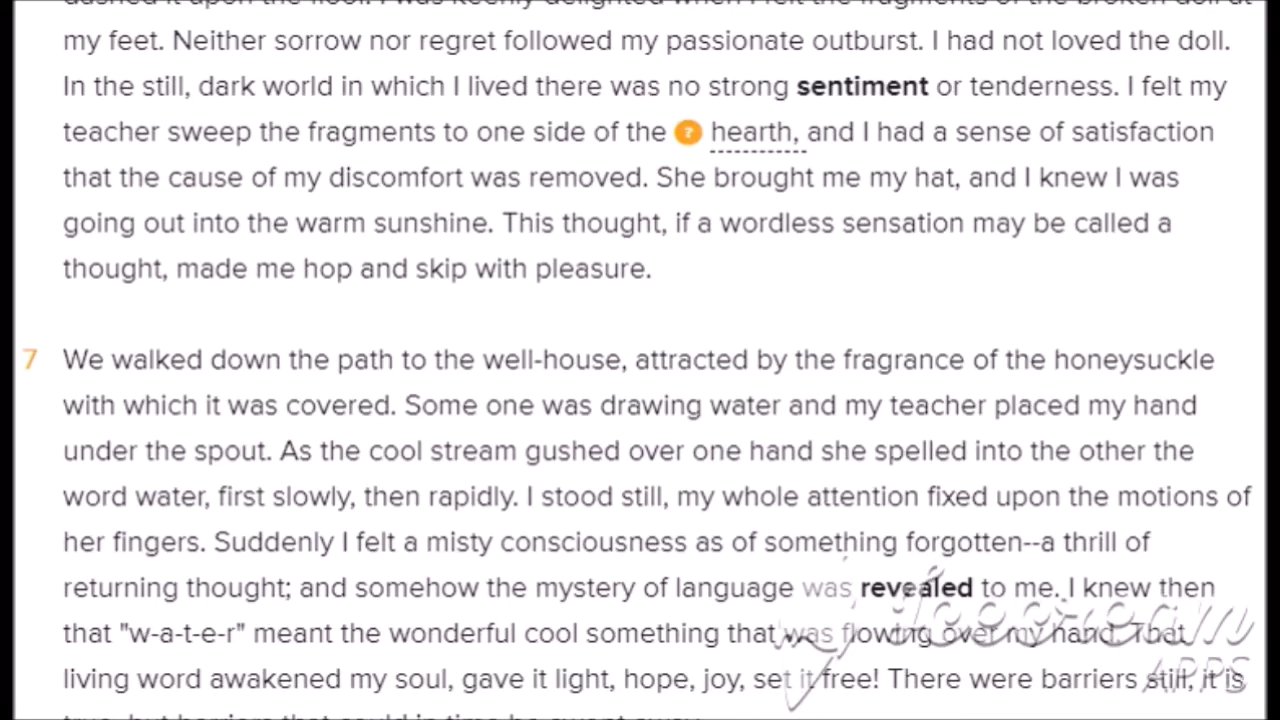 my feet. Neither sorrow nor regret followed my passionate outburst. I had not loved the doll.
In the still, dark world in which I lived there was no strong sentiment or tenderness. I felt my
teacher sweep the fragments to one side of the ? hearth, and I had a sense of satisfaction
that the cause of my discomfort was removed. She brought me my hat, and I knew I was
going out into the warm sunshine. This thought, if a wordless sensation may be called a
thought, made me hop and skip with pleasure.
7 We walked down the path to the well-house, attracted by the fragrance of the honeysuckle
with which it was covered. Some one was drawing water and my teacher placed my hand
under the spout. As the cool stream gushed over one hand she spelled into the other the
word water, first slowly, then rapidly. I stood still, my whole attention fixed upon the motions of
her fingers. Suddenly I felt a misty consciousness as of something forgotten--a thrill of
returning thought; and somehow the mystery of language was revealed to me. I knew then
that "w-a-t-e-r" meant the wonderful cool something that was flowing over my hand. That
living word awakened my soul, gave it light, hope, joy, set it free! There were barriers still, it is
APPS